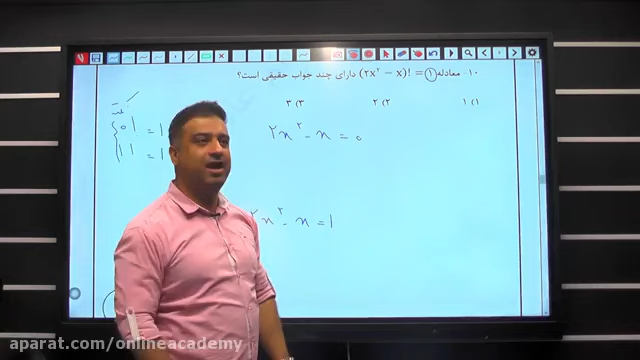 ۱۰- معادله ۱ = !(۲x² − x) دارای چند جواب حقیقی است؟
۱) ۱
۲) ۲
۳) ۳
۰! = ۱
۱! = ۱
۲x² - x = ۰
۲x² - x = ۱
aparat.com/onlineacademy